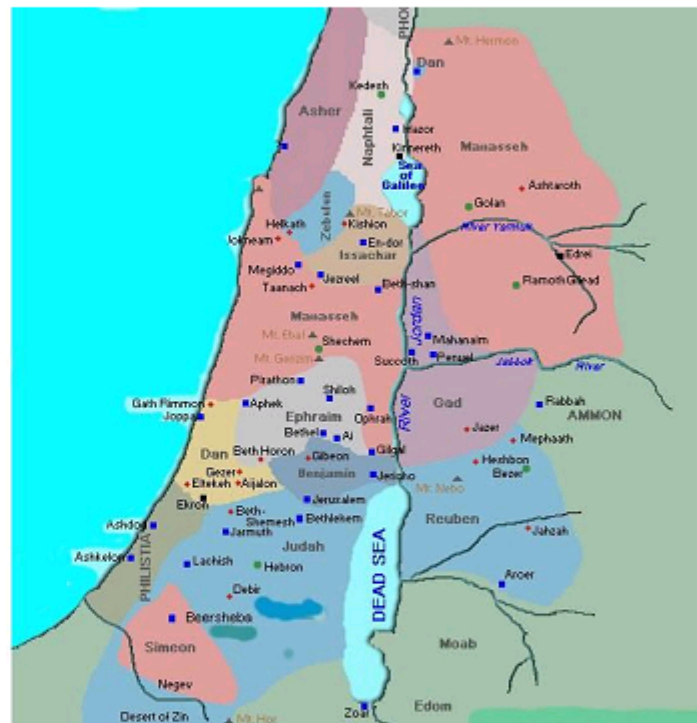 PHOE
Mt. Hermon
Dan
Kedesh
Asher
Hazor
Naphtali
Kinnereth
Manasseh
Sea
of
Galilee
Ashtaroth
Golan
Mt. Tabor
Zebulun
Helkath
Kishion
River Yarmuk
Jokneam
En-dor
Issachar
Edrei
Megiddo
Jezreel
Taanach
Beth-shan
Ramoth Gilead
Manasseh
Jordan
Mt. Ebal
Mahanaim
Shechem
Mt. Gerizim
Succoth
Penuel
Jabbok
River
Pirathon
Shiloh
Gath Rimmon
Aphek
Gad
Rabbah
Joppa
Ephraim
Ophrah
River
AMMON
Bethel
Ai
Jazer
Mephaath
Dan
Beth Horon
Gibeon
Gilgal
Heshbon
Gezer
Benjamin
Jericho
Bezer
Eltekeh
Aijalon
Mt. Nebo
Ekron
Jerusalem
Beth-
Shemesh
Bethlehem
Reuben
Ashdod
Jarmuth
Jahzah
Judah
Ashkelon
PHILISTIA
Lachish
Hebron
DEAD SEA
Aroer
Debir
Beersheba
Simeon
Moab
Negev
Edom
Zoar
Desert of Zin
Mt. Hor